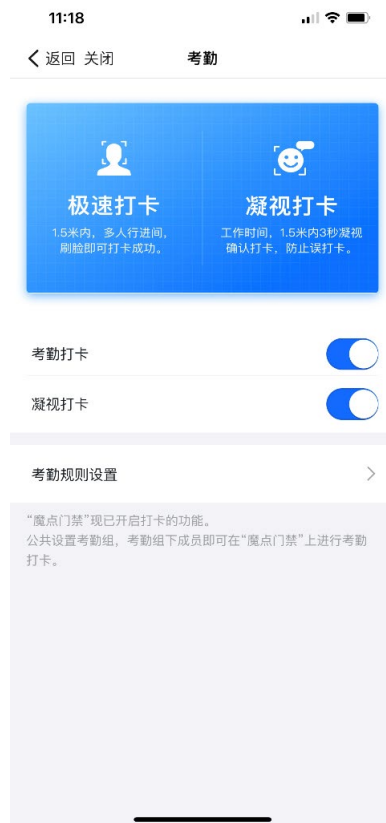 11:18
返回 关闭 考勤
极速打卡
1.5米内，多人行进间，
刷脸即可打卡成功。
凝视打卡
工作时间，1.5米内3秒凝视
确认打卡，防止误打卡。
考勤打卡
凝视打卡
考勤规则设置
“魔点门禁”现已开启打卡的功能。
公共设置考勤组，考勤组下成员即可在“魔点门禁”上进行考勤
打卡。